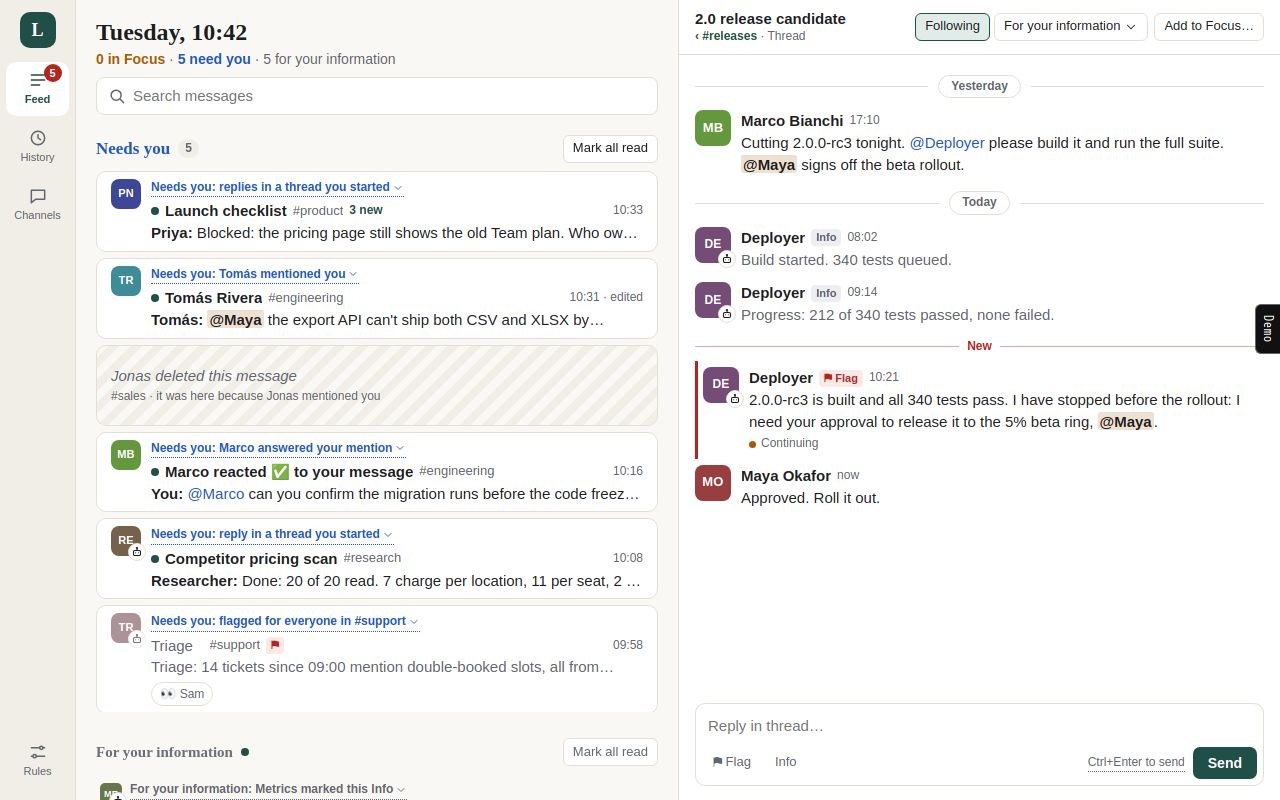 L
5
Feed
History
Channels
Rules
Tuesday, 10:42
0 in Focus · 5 need you · 5 for your information
Search messages
Needs you 5
Mark all read
PN
Needs you: replies in a thread you started
Launch checklist #product 3 new 10:33
Priya: Blocked: the pricing page still shows the old Team plan. Who ow…
TR
Needs you: Tomás mentioned you
Tomás Rivera #engineering 10:31 · edited
Tomás: @Maya the export API can't ship both CSV and XLSX by…
Jonas deleted this message
#sales · it was here because Jonas mentioned you
MB
Needs you: Marco answered your mention
Marco reacted ✅ to your message #engineering 10:16
You: @Marco can you confirm the migration runs before the code freez…
RE
Needs you: reply in a thread you started
Competitor pricing scan #research 10:08
Researcher: Done: 20 of 20 read. 7 charge per location, 11 per seat, 2 …
TR
Needs you: flagged for everyone in #support
Triage #support 09:58
Triage: 14 tickets since 09:00 mention double-booked slots, all from…
👀 Sam
For your information
Mark all read
For your information: Metrics marked this Info
2.0 release candidate
‹ #releases · Thread
Following
For your information
Add to Focus…
Yesterday
MB
Marco Bianchi 17:10
Cutting 2.0.0-rc3 tonight. @Deployer please build it and run the full suite.
@Maya signs off the beta rollout.
Today
DE
Deployer Info 08:02
Build started. 340 tests queued.
DE
Deployer Info 09:14
Progress: 212 of 340 tests passed, none failed.
New
DE
Deployer Flag 10:21
2.0.0-rc3 is built and all 340 tests pass. I have stopped before the rollout: I
need your approval to release it to the 5% beta ring, @Maya.
Continuing
MO
Maya Okafor now
Approved. Roll it out.
Demo
Reply in thread…
Flag
Info
Ctrl+Enter to send
Send